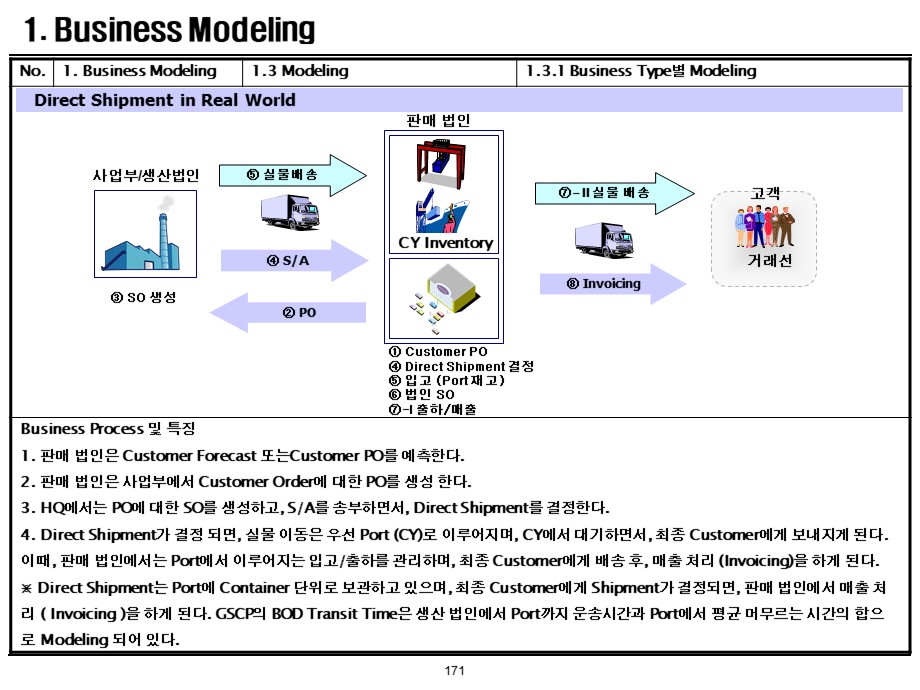 1. Business Modeling
No. 1. Business Modeling 1.3 Modeling 1.3.1 Business Type별 Modeling
Direct Shipment in Real World
판매 법인
사업부/생산법인
⑤ 실물배송
⑦-II실물 배송
고객
CY Inventory
④ S/A
거래선
⑧ Invoicing
③ SO 생성
② PO
① Customer PO
④ Direct Shipment 결정
⑤ 입고 (Port재고)
⑥ 법인 SO
⑦-I 출하/매출
Business Process 및 특징
1. 판매 법인은 Customer Forecast 또는Customer PO를 예측한다.
2. 판매 법인은 사업부에서 Customer Order에 대한 PO를 생성 한다.
3. HQ에서는 PO에 대한 SO를 생성하고, S/A를 송부하면서, Direct Shipment를 결정한다.
4. Direct Shipment가 결정 되면, 실물 이동은 우선 Port (CY)로 이루어지며, CY에서 대기하면서, 최종 Customer에게 보내지게 된다.
이때, 판매 법인에서는 Port에서 이루어지는 입고/출하를 관리하며, 최종 Customer에게 배송 후, 매출 처리 (Invoicing)을 하게 된다.
※ Direct Shipment는 Port에 Container 단위로 보관하고 있으며, 최종 Customer에게 Shipment가 결정되면, 판매 법인에서 매출 처
리 ( Invoicing )을 하게 된다. GSCP의 BOD Transit Time은 생산 법인에서 Port까지 운송시간과 Port에서 평균 머무르는 시간의 합으
로 Modeling 되어 있다.
171